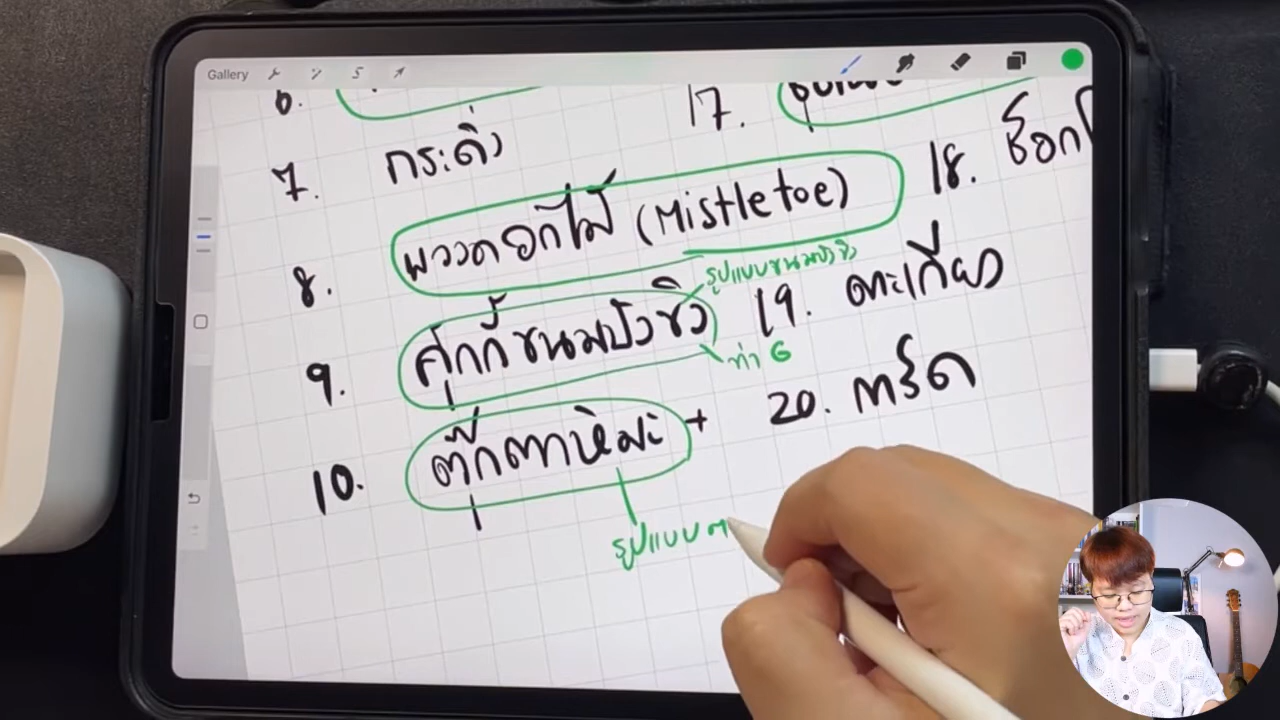 Gallery
6.
7. กระดิ่ง
8. พวงดอกไม้ (Mistletoe)
9. คุ๊กกี้ขนมปังขิง
รูปแบบขนมปังขิง
ท่า 6
10. ตุ๊กตาหิมะ +
รูปแบบ
17.
18.
19. ตะเกียง
20. การ์ด